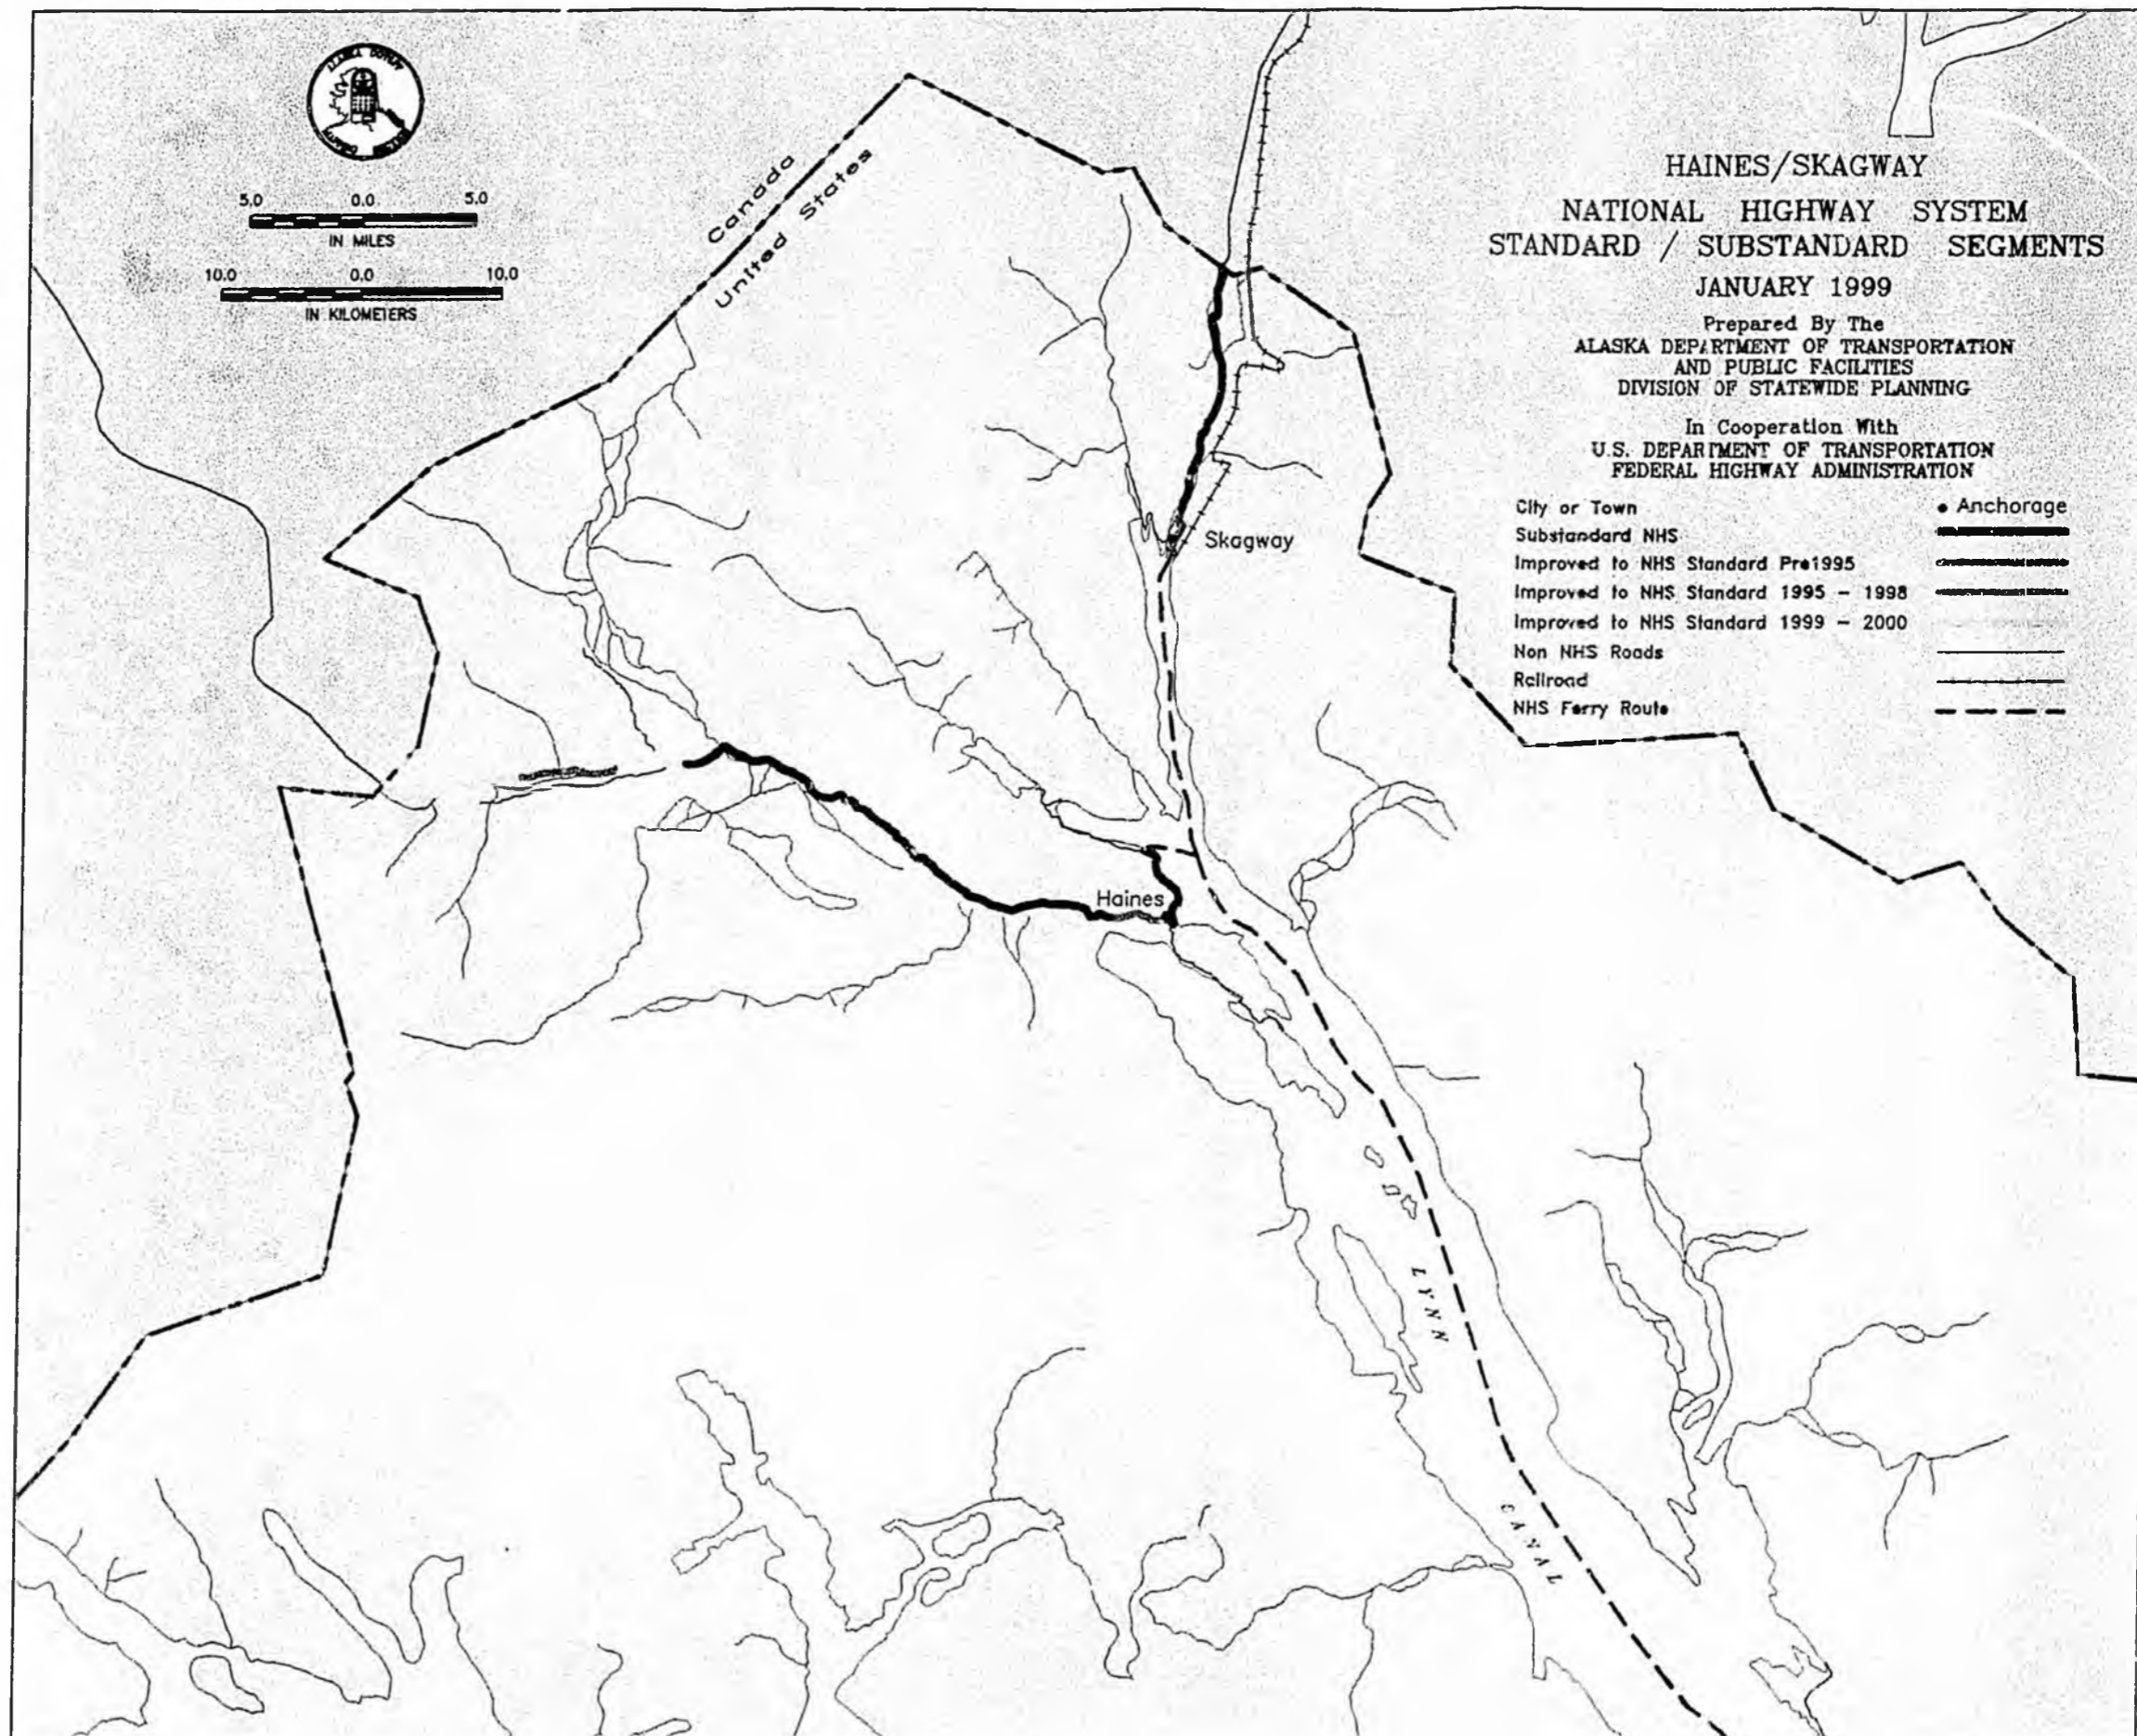 5.0 0.0 5.0
IN MILES
10.0 0.0 10.0
IN KILOMETERS
Canada
United States
HAINES/SKAGWAY
NATIONAL HIGHWAY SYSTEM
STANDARD / SUBSTANDARD SEGMENTS
JANUARY 1999
Prepared By The
ALASKA DEPARTMENT OF TRANSPORTATION
AND PUBLIC FACILITIES
DIVISION OF STATEWIDE PLANNING
In Cooperation With
U.S. DEPARTMENT OF TRANSPORTATION
FEDERAL HIGHWAY ADMINISTRATION
City or Town • Anchorage
Substandard NHS
Improved to NHS Standard Pre1995
Improved to NHS Standard 1995 - 1998
Improved to NHS Standard 1999 - 2000
Non NHS Roads
Railroad
NHS Ferry Route
Skagway
Haines
LYNN
CANAL